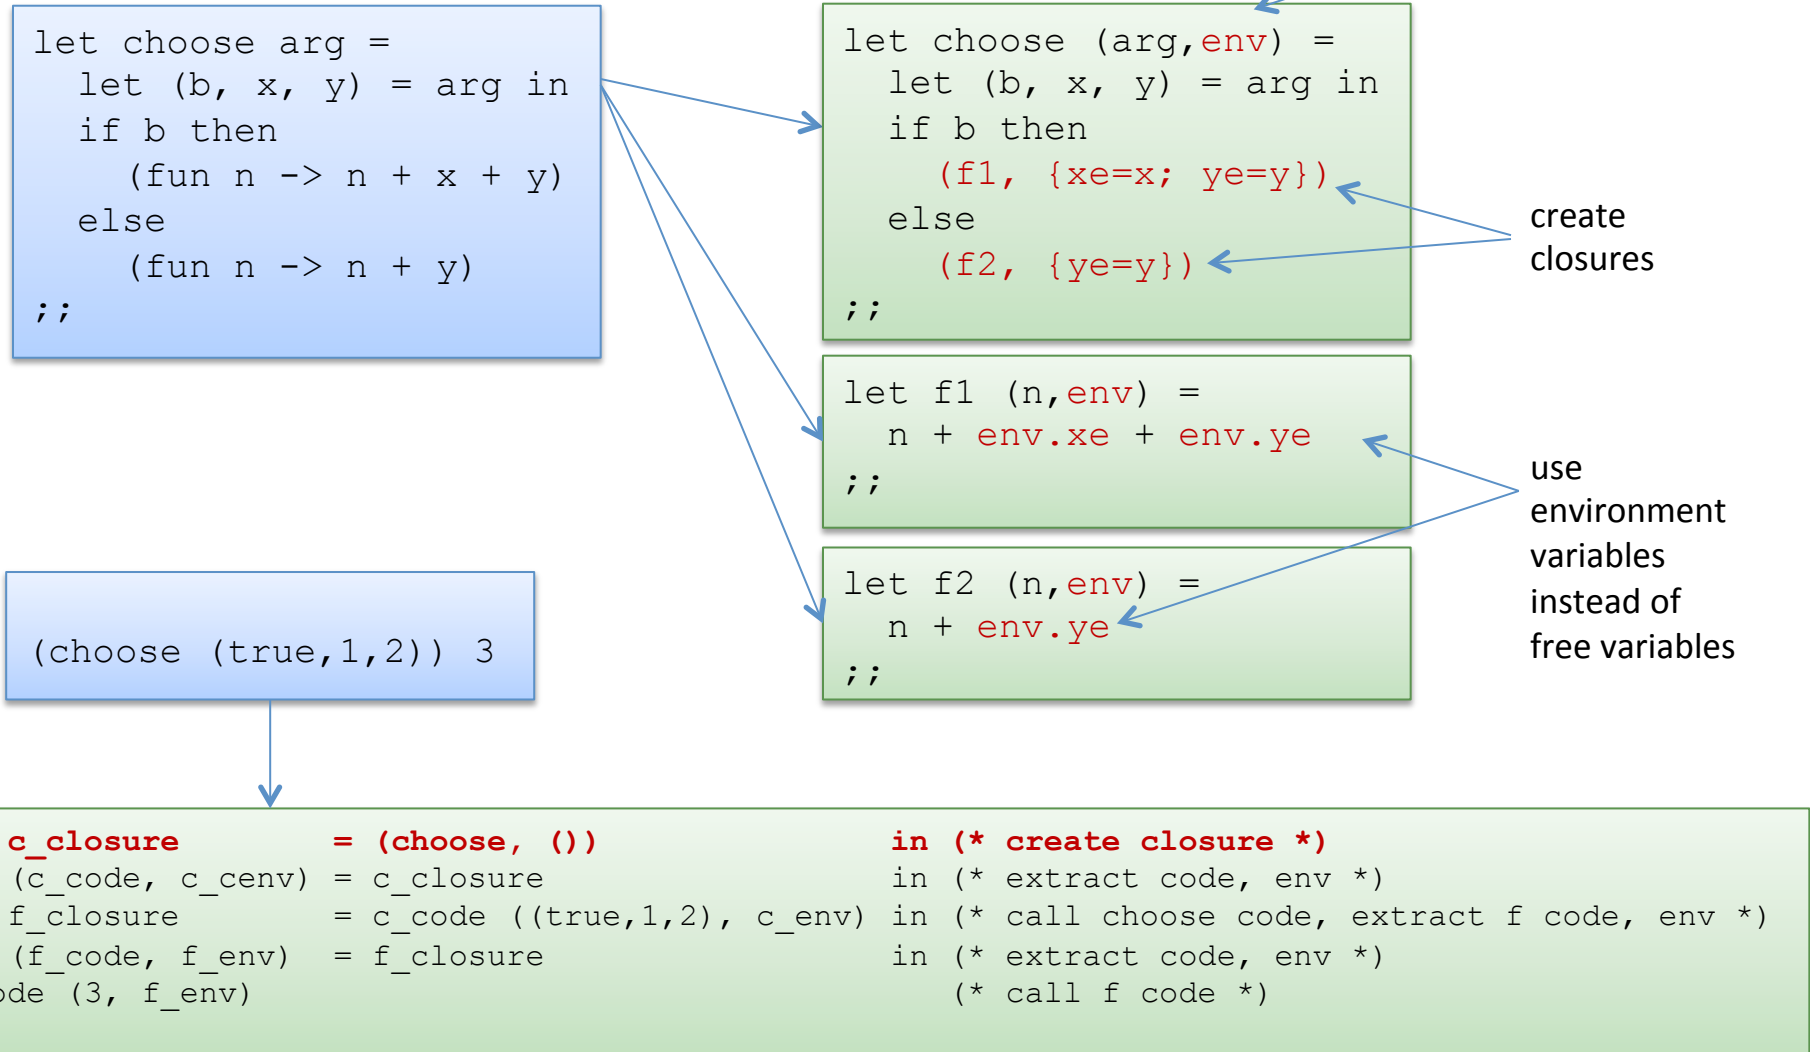 let choose arg =
let (b, x, y) = arg in
if b then
(fun n -> n + x + y)
else
(fun n -> n + y)
;;
let choose (arg,env) =
let (b, x, y) = arg in
if b then
(f1, {xe=x; ye=y})
else
(f2, {ye=y})
;;
create
closures
let f1 (n,env) =
n + env.xe + env.ye
;;
use
environment
variables
instead of
free variables
let f2 (n,env) =
n + env.ye
;;
(choose (true,1,2)) 3
c_closure = (choose, ()) in (* create closure *)
(c_code, c_cenv) = c_closure in (* extract code, env *)
f_closure = c_code ((true,1,2), c_env) in (* call choose code, extract f code, env *)
(f_code, f_env) = f_closure in (* extract code, env *)
ode (3, f_env) (* call f code *)